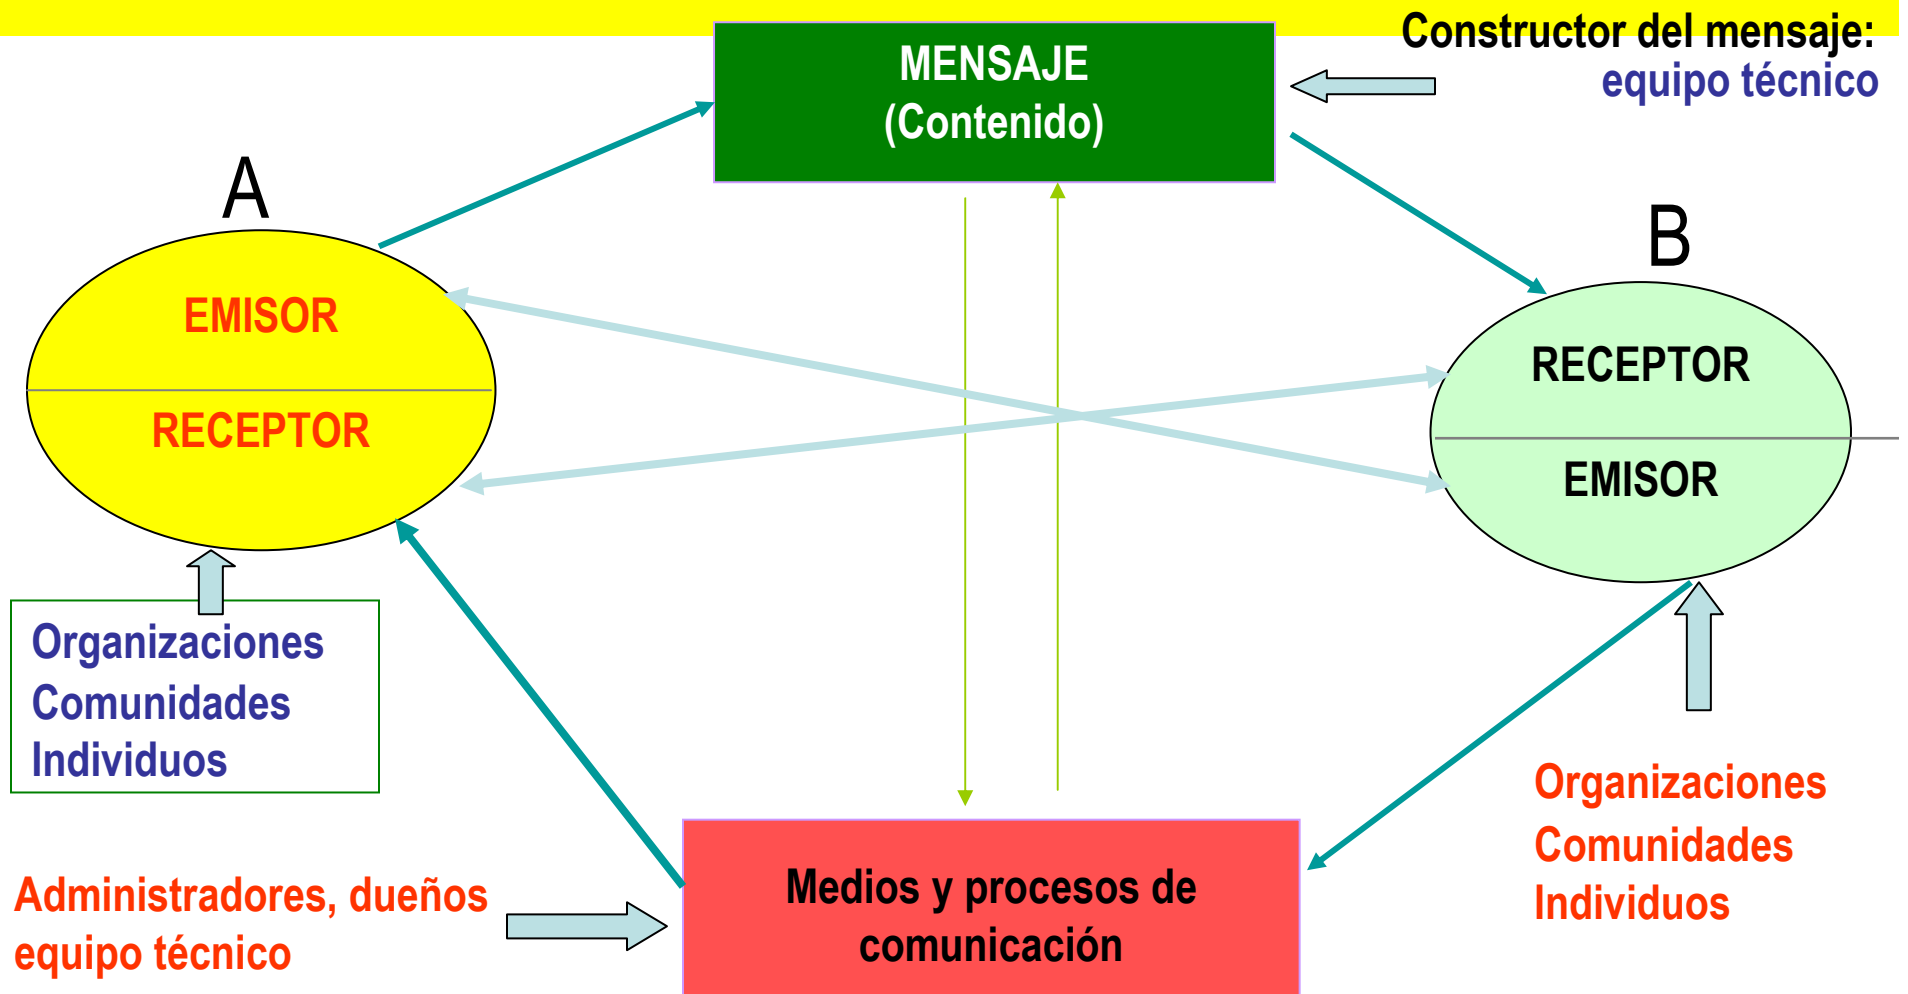 Constructor del mensaje:
equipo técnico
MENSAJE
(Contenido)
A
B
EMISOR
RECEPTOR
RECEPTOR
EMISOR
Organizaciones
Comunidades
Individuos
Organizaciones
Comunidades
Individuos
Administradores, dueños
equipo técnico
Medios y procesos de
comunicación